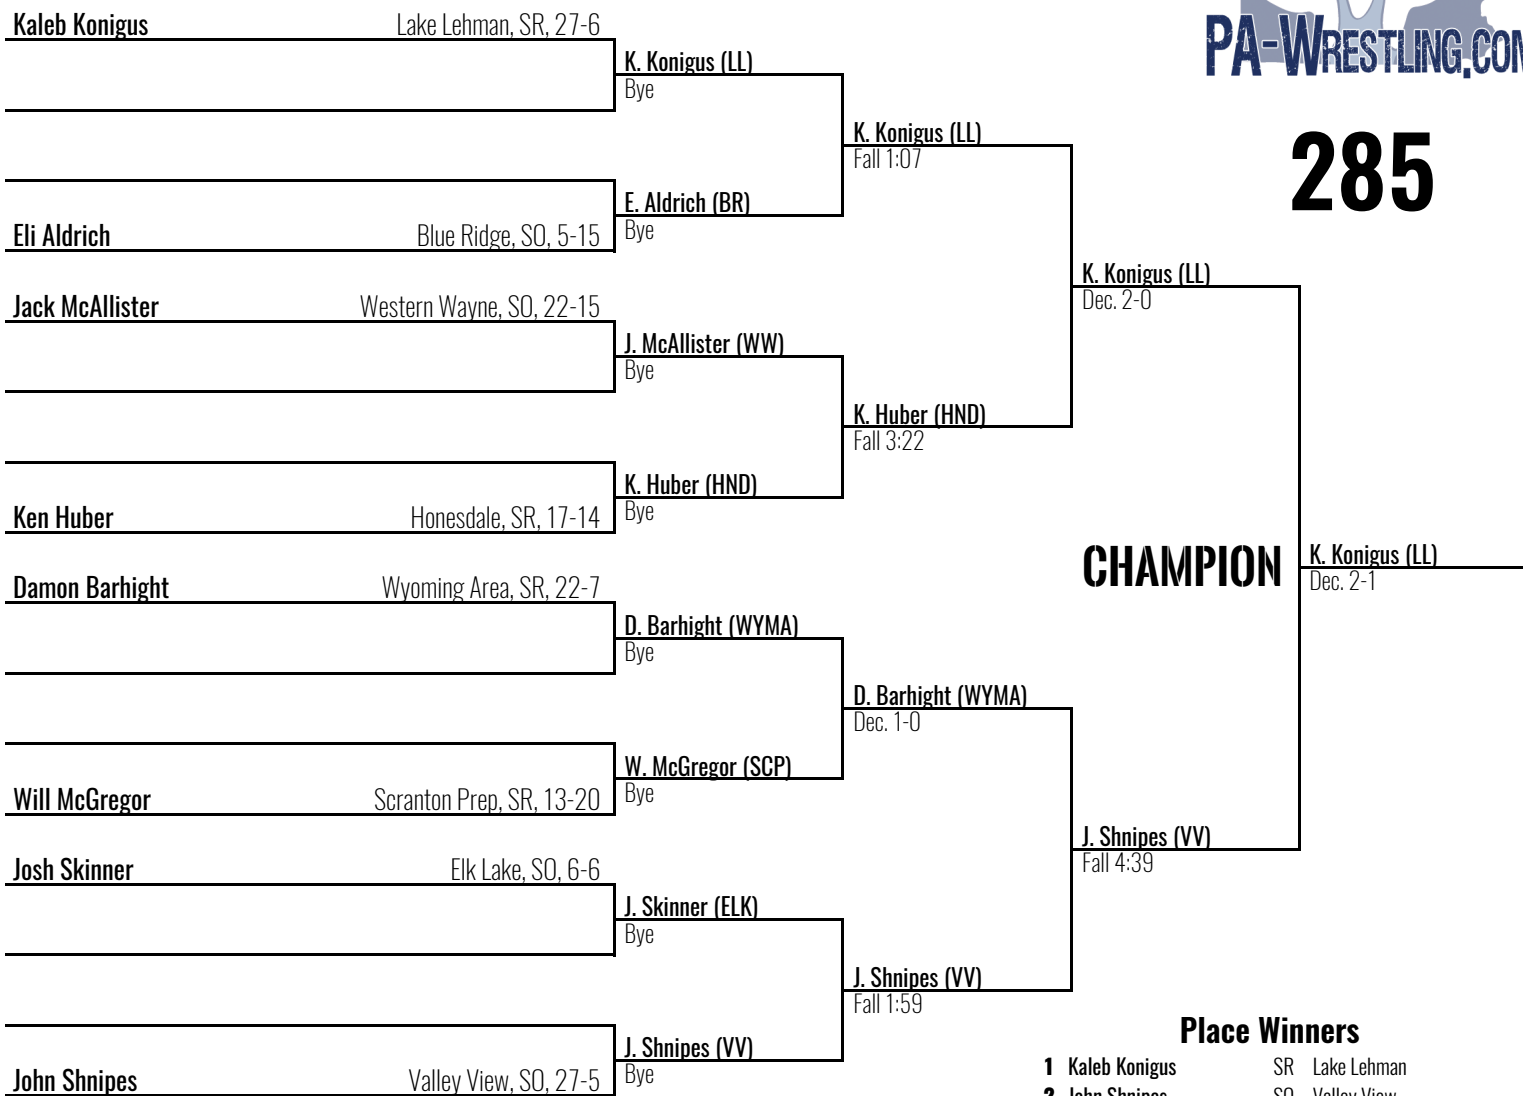 Kaleb Konigus Lake Lehman, SR, 27-6
PA-WRESTLING.COM
K. Konigus (LL)
Bye
K. Konigus (LL)
Fall 1:07
285
E. Aldrich (BR)
Eli Aldrich Blue Ridge, SO, 5-15
Bye
K. Konigus (LL)
Dec. 2-0
Jack McAllister Western Wayne, SO, 22-15
J. McAllister (WW)
Bye
K. Huber (HND)
Fall 3:22
K. Huber (HND)
Ken Huber Honesdale, SR, 17-14
Bye
CHAMPION
K. Konigus (LL)
Dec. 2-1
Damon Barhight Wyoming Area, SR, 22-7
D. Barhight (WYMA)
Bye
D. Barhight (WYMA)
Dec. 1-0
W. McGregor (SCP)
Will McGregor Scranton Prep, SR, 13-20
Bye
J. Shnipes (VV)
Fall 4:39
Josh Skinner Elk Lake, SO, 6-6
J. Skinner (ELK)
Bye
J. Shnipes (VV)
Fall 1:59
Place Winners
J. Shnipes (VV)
1 Kaleb Konigus SR Lake Lehman
John Shnipes Valley View, SO, 27-5
Bye
2 John Shnipes SO Valley View